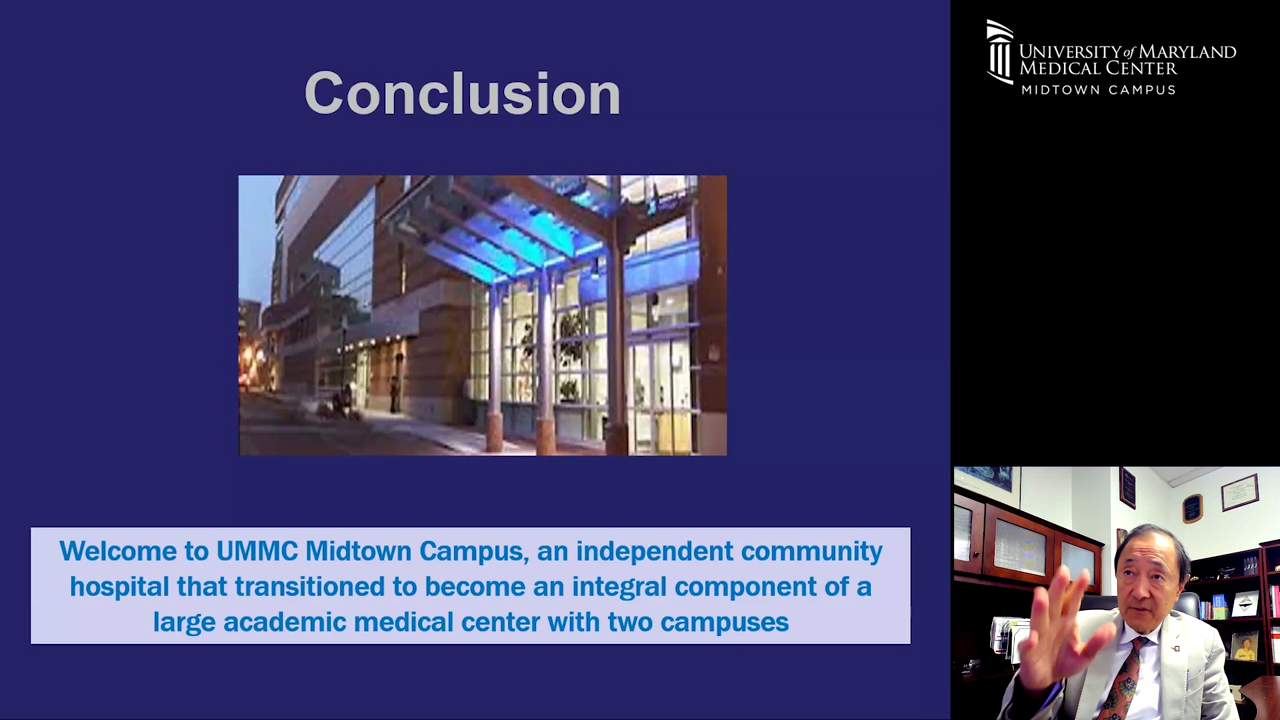 Conclusion
Welcome to UMMC Midtown Campus, an independent community
hospital that transitioned to become an integral component of a
large academic medical center with two campuses
UNIVERSITY of MARYLAND
MEDICAL CENTER
MIDTOWN CAMPUS